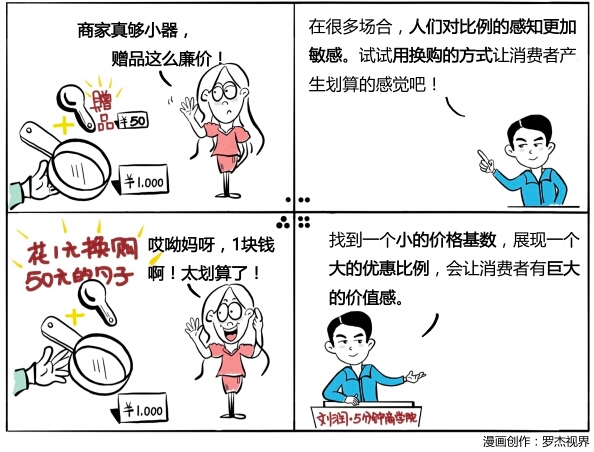 商家真够小器，
赠品这么廉价！
赠
品
¥50
¥1,000
在很多场合，人们对比例的感知更加
敏感。试试用换购的方式让消费者产
生划算的感觉吧！
花1元换购
50元的勺子
哎呦妈呀，1块钱
啊！太划算了！
¥1,000
找到一个小的价格基数，展现一个
大的优惠比例，会让消费者有巨大
的价值感。
刘润·5分钟商学院
漫画创作：罗杰视界